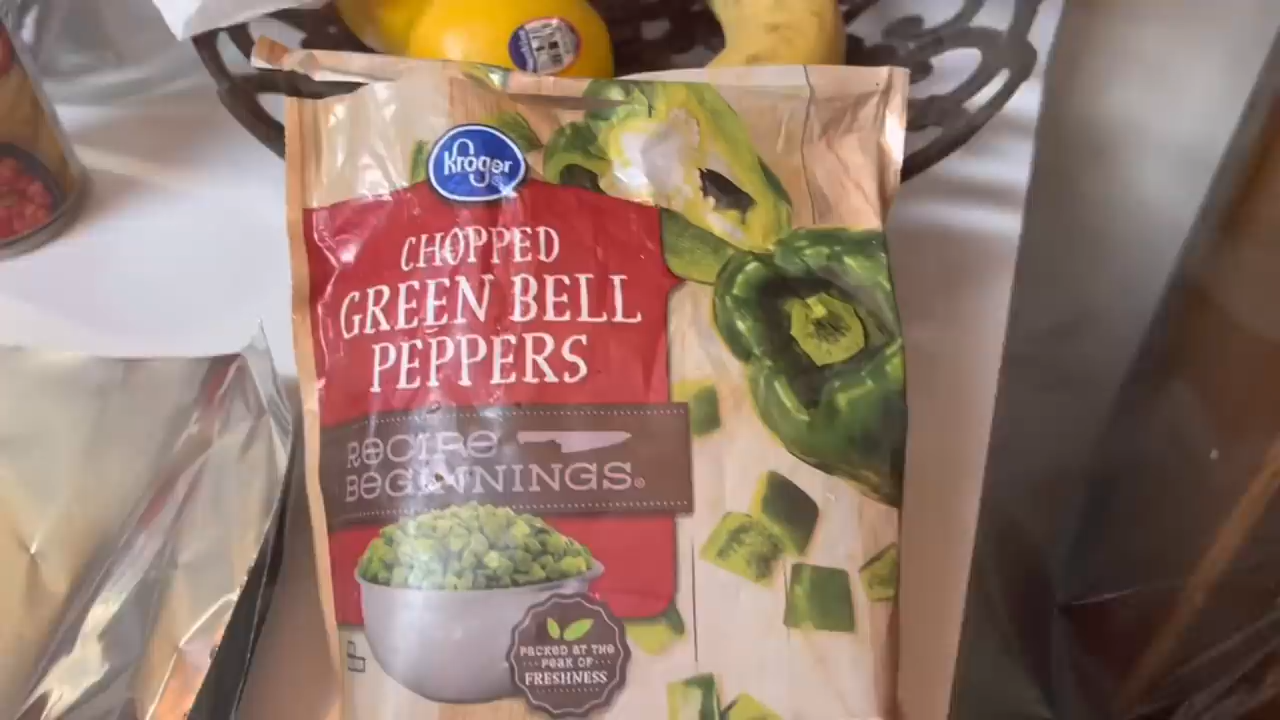 Kroger
CHOPPED
GREEN BELL
PEPPERS
RECIPE
BEGINNINGS®
PACKED AT THE
PEAK OF
FRESHNESS